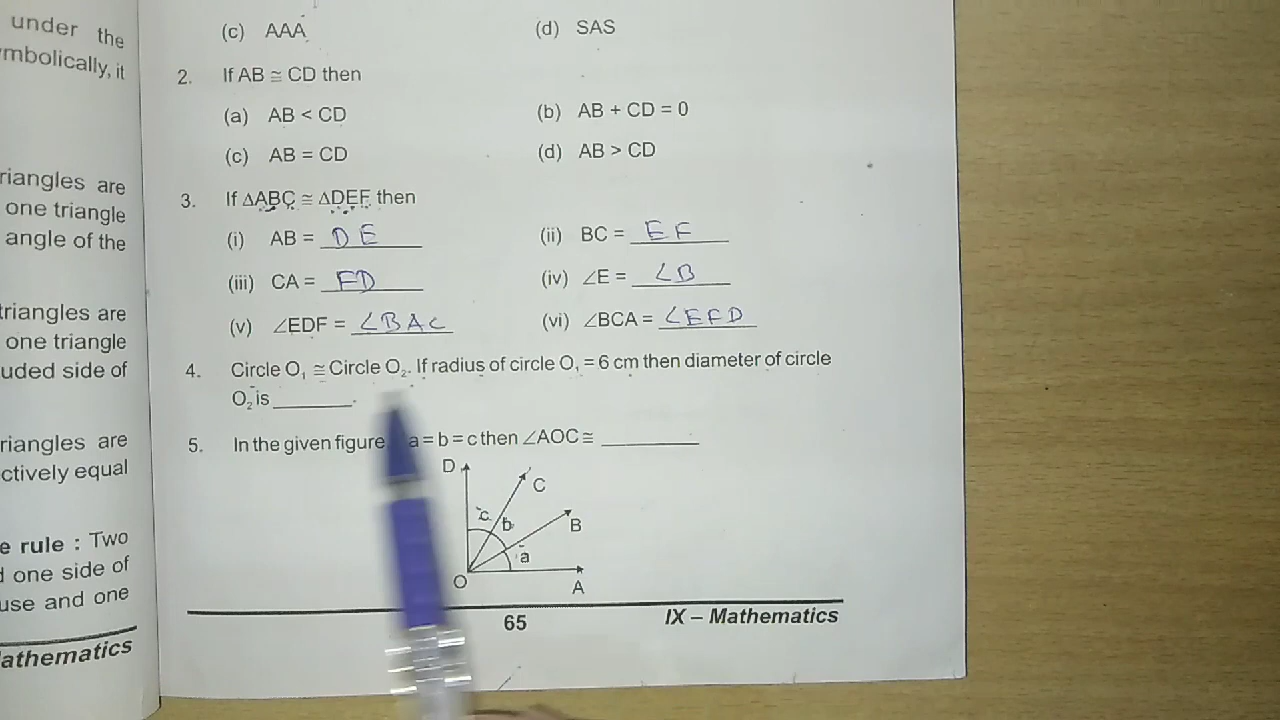 under the
mbolically, it
riangles are
one triangle
angle of the
triangles are
one triangle
uded side of
riangles are
ctively equal
e rule : Two
d one side of
use and one
athematics
(c) AAA (d) SAS
2. If AB ≅ CD then
(a) AB < CD (b) AB + CD = 0
(c) AB = CD (d) AB > CD
3. If ΔABC ≅ ΔDEF then
(i) AB = DE (ii) BC = EF
(iii) CA = FD (iv) ∠E = ∠B
(v) ∠EDF = ∠BAC (vi) ∠BCA = ∠EFD
4. Circle O₁ ≅ Circle O₂. If radius of circle O₁ = 6 cm then diameter of circle
O₂ is ________.
5. In the given figure a = b = c then ∠AOC ≅ ________
D
C
c
b
B
a
O
A
65 IX – Mathematics